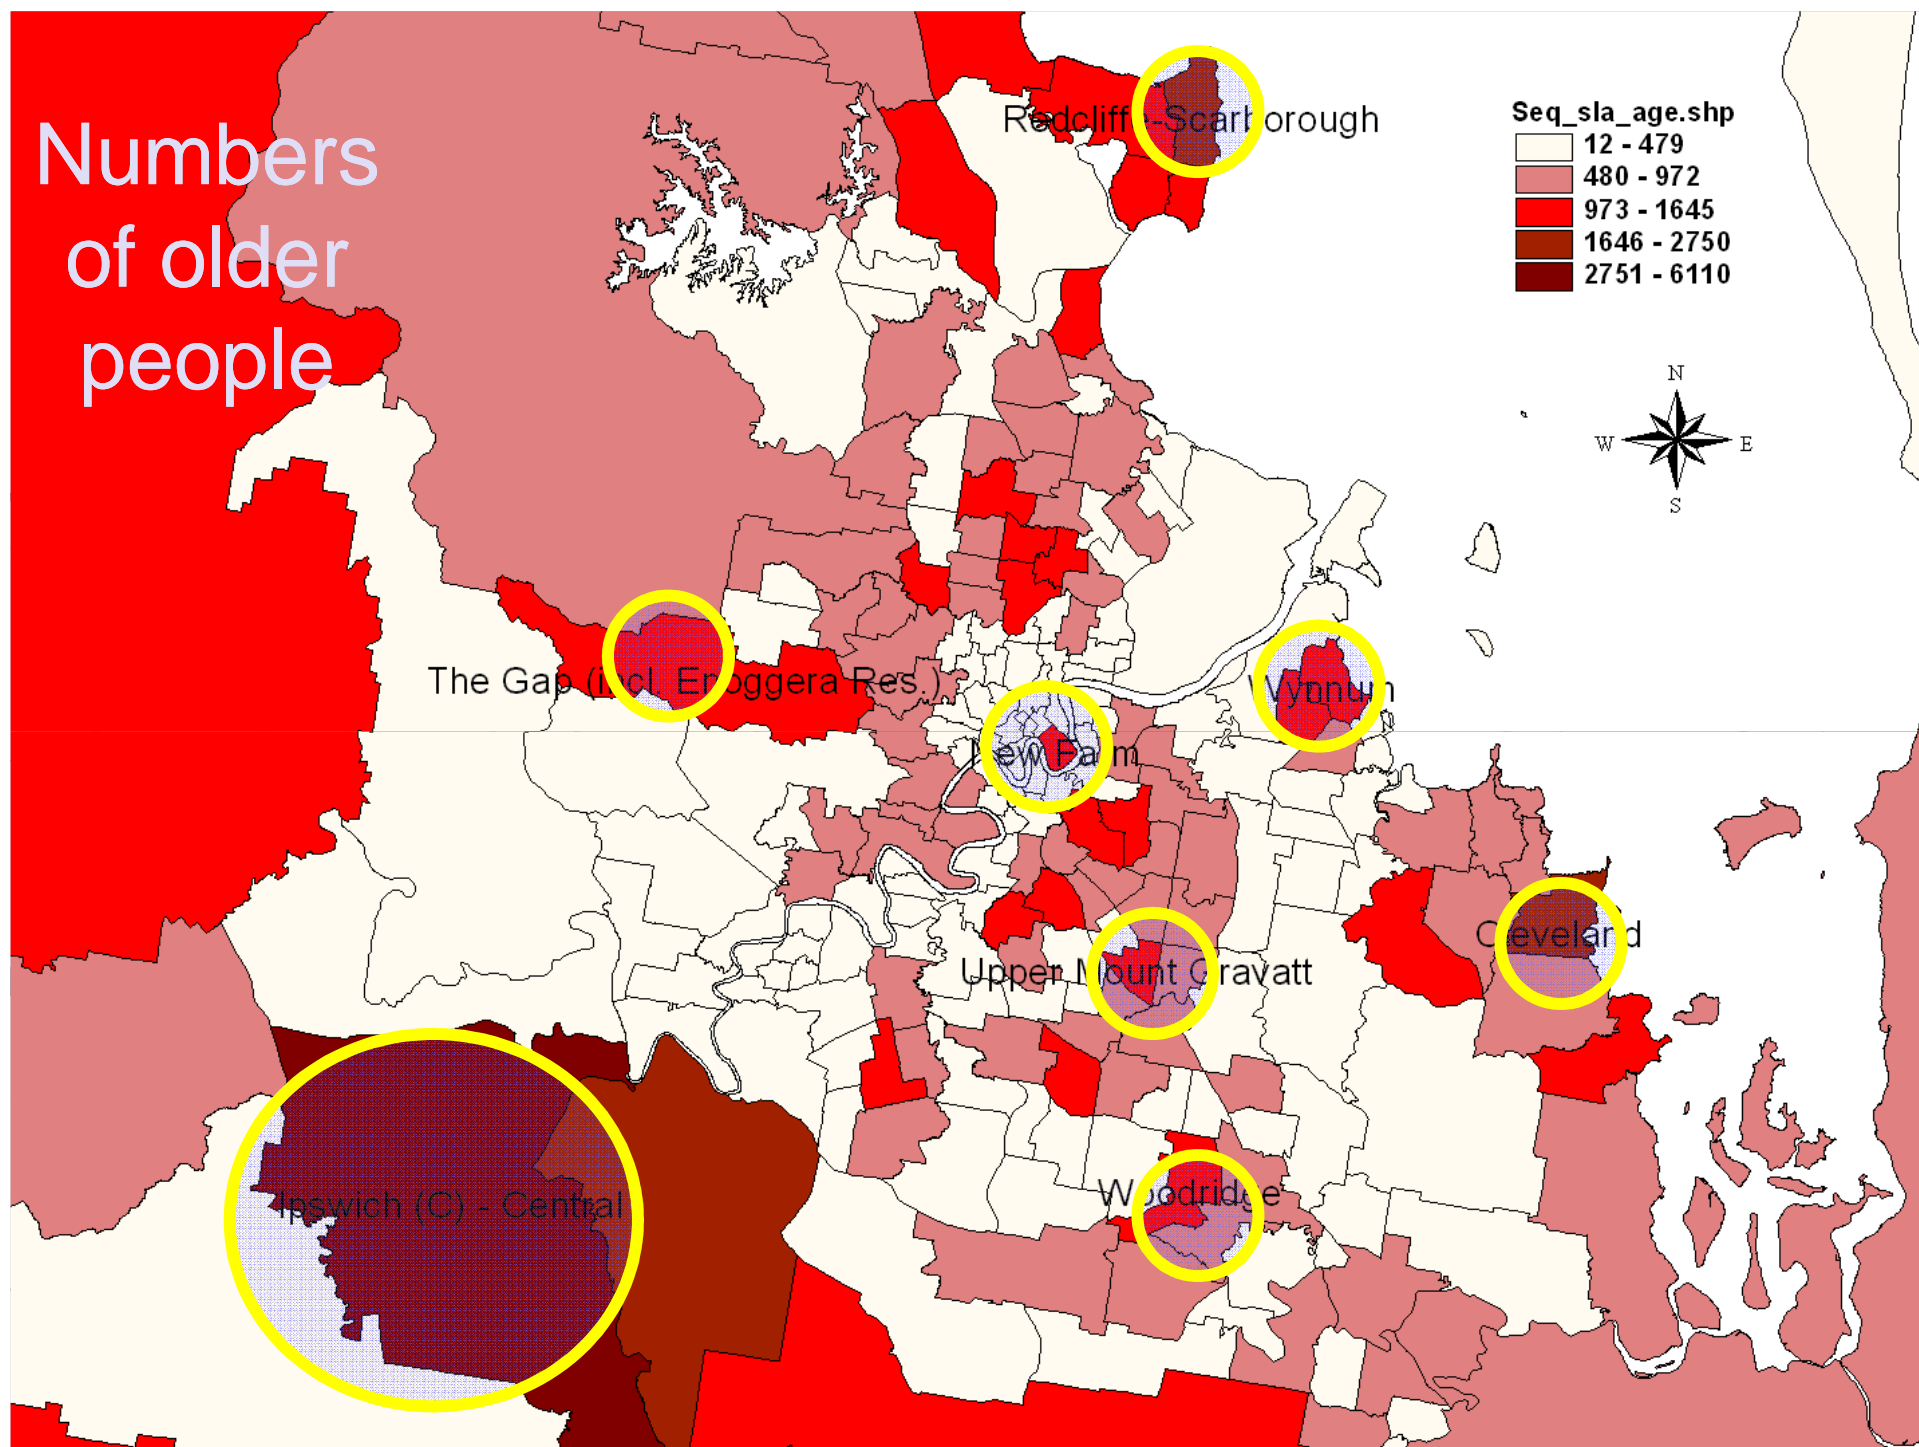 Numbers
of older
people
Redcliffe-Scarborough
Seq_sla_age.shp
12 - 479
480 - 972
973 - 1645
1646 - 2750
2751 - 6110
N
W E
S
The Gap (incl. Enoggera Res.)
Wynnum
New Farm
Cleveland
Upper Mount Gravatt
Woodridge
Ipswich (C) - Central